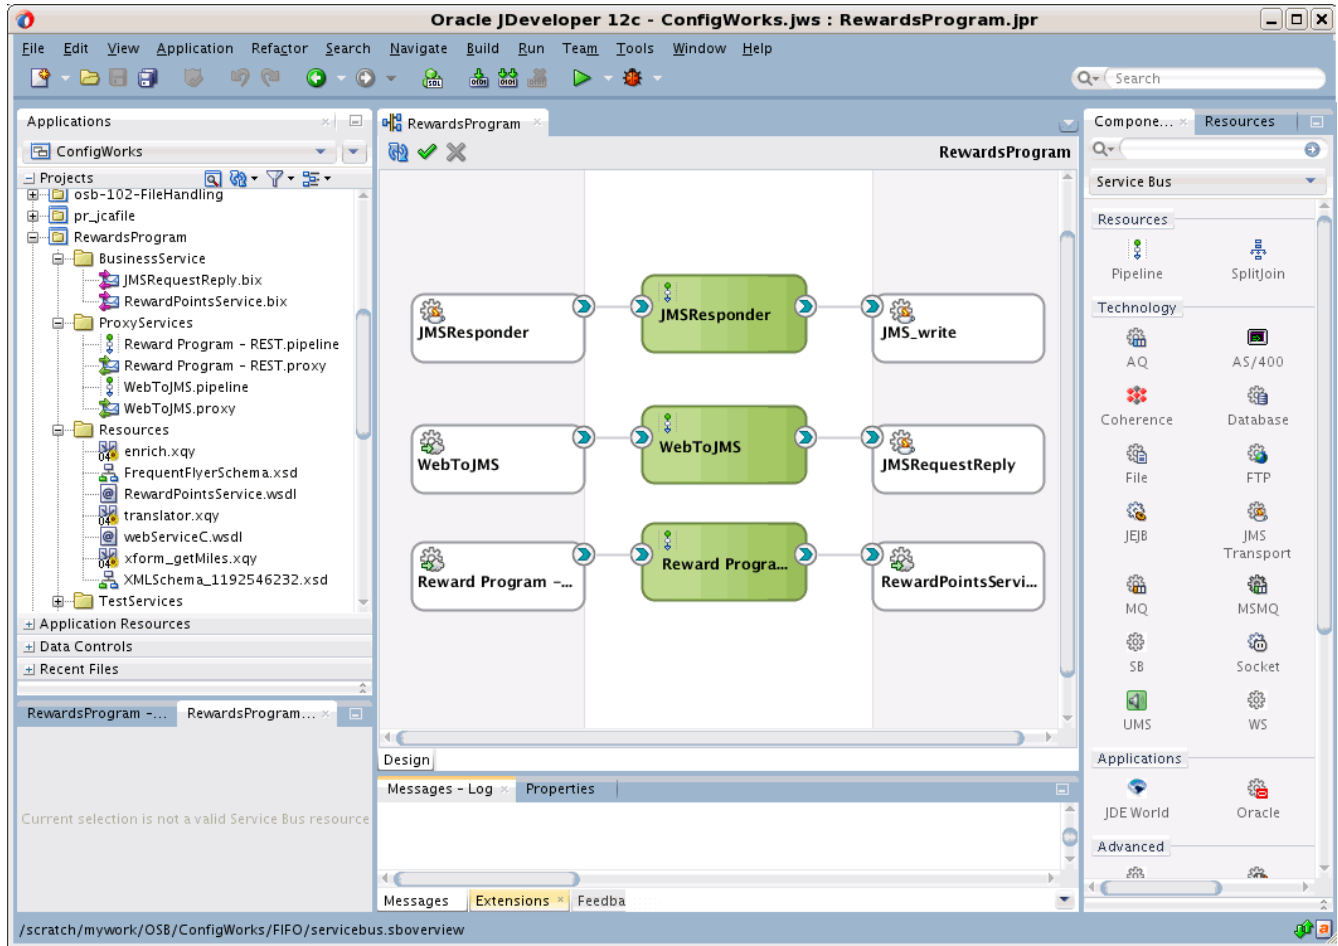 Oracle JDeveloper 12c - ConfigWorks.jws : RewardsProgram.jpr
File Edit View Application Refactor Search Navigate Build Run Team Tools Window Help
Search
Applications
ConfigWorks
Projects
osb-102-FileHandling
pr_jcafile
RewardsProgram
BusinessService
JMSRequestReply.bix
RewardPointsService.bix
ProxyServices
Reward Program - REST.pipeline
Reward Program - REST.proxy
WebToJMS.pipeline
WebToJMS.proxy
Resources
enrich.xqy
FrequentFlyerSchema.xsd
RewardPointsService.wsdl
translator.xqy
webServiceC.wsdl
xform_getMiles.xqy
XMLSchema_1192546232.xsd
TestServices
Application Resources
Data Controls
Recent Files
RewardsProgram -... RewardsProgram...
Current selection is not a valid Service Bus resource
RewardsProgram
RewardsProgram
JMSResponder JMSResponder JMS_write
WebToJMS WebToJMS JMSRequestReply
Reward Program -... Reward Progra... RewardPointsServi...
Design
Messages - Log Properties
Messages Extensions Feedba
Compone... Resources
Service Bus
Resources
Pipeline SplitJoin
Technology
AQ AS/400
Coherence Database
File FTP
JEJB JMS
Transport
MQ MSMQ
SB Socket
UMS WS
Applications
JDE World Oracle
Advanced
/scratch/mywork/OSB/ConfigWorks/FIFO/servicebus.sboverview